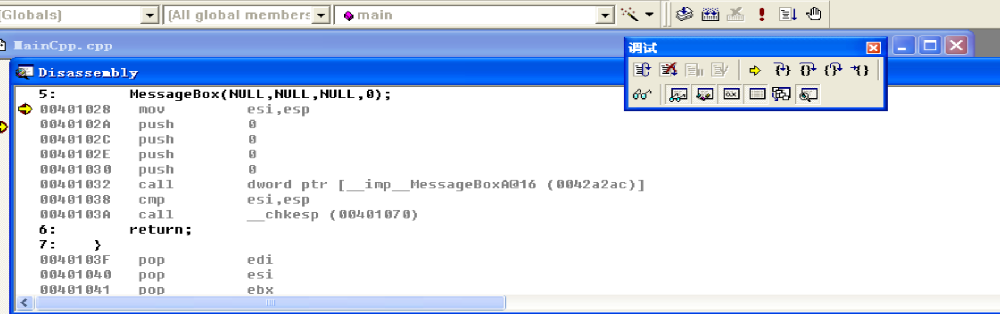 (Globals) (All global members main
MainCpp.cpp
调试
Disassembly
5: MessageBox(NULL,NULL,NULL,0);
00401028 mov esi,esp
0040102A push 0
0040102C push 0
0040102E push 0
00401030 push 0
00401032 call dword ptr [__imp__MessageBoxA@16 (0042a2ac)]
00401038 cmp esi,esp
0040103A call __chkesp (00401070)
6: return;
7: }
0040103F pop edi
00401040 pop esi
00401041 pop ebx